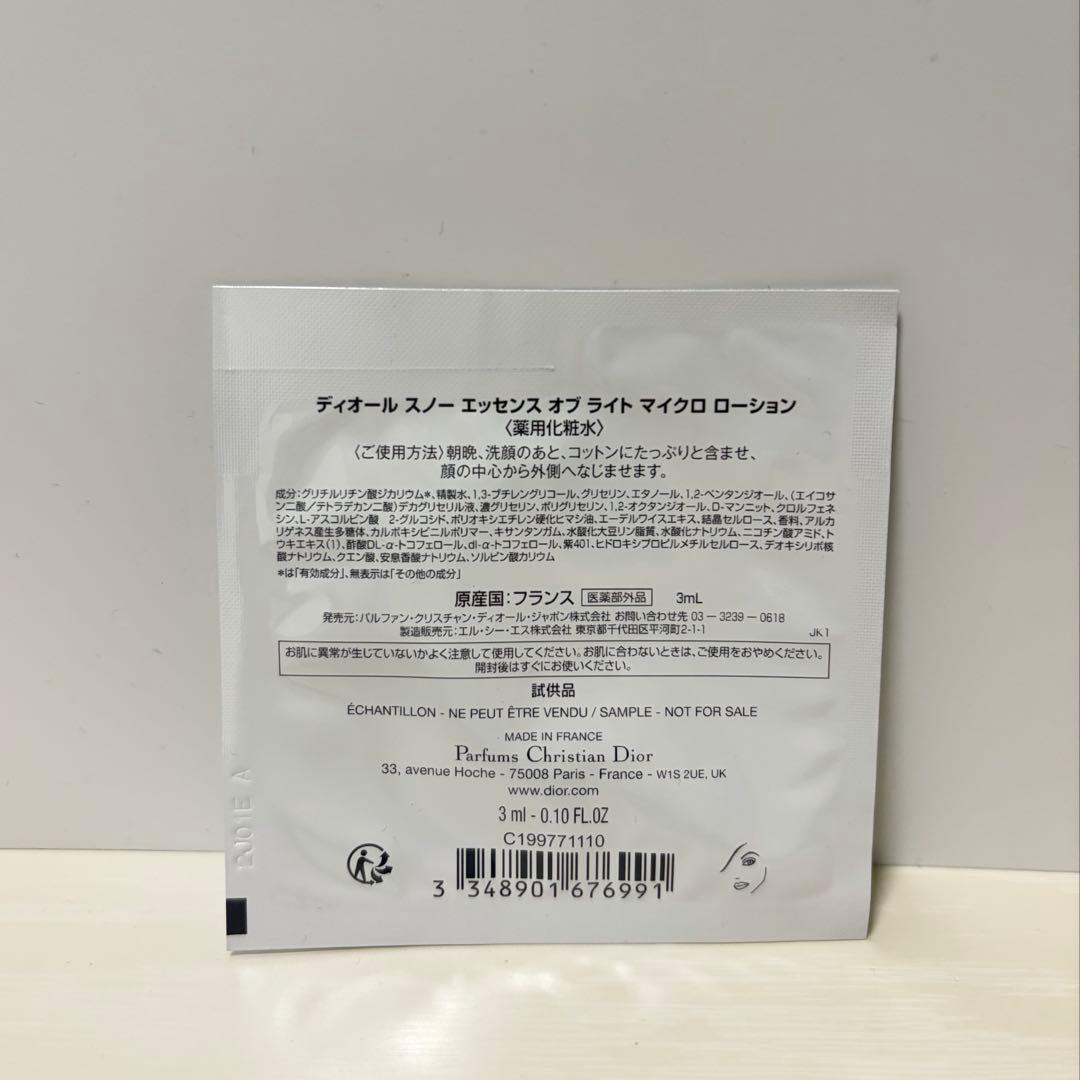 ディオール スノー エッセンス オブ ライト マイクロ ローション
〈薬用化粧水〉
〈ご使用方法〉朝晩、洗顔のあと、コットンにたっぷりと含ませ、
顔の中心から外側へなじませます。
成分:グリチルリチン酸ジカリウム*、精製水、1,3-ブチレングリコール、グリセリン、エタノール、1,2-ペンタンジオール、(エイコサ
ン二酸/テトラデカン二酸)デカグリセリル液、濃グリセリン、ポリグリセリン、1,2-オクタンジオール、D-マンニット、クロルフェネ
シン、L-アスコルビン酸 2-グルコシド、ポリオキシエチレン硬化ヒマシ油、エーデルワイスエキス、結晶セルロース、香料、アルカ
リゲネス産生多糖体、カルボキシビニルポリマー、キサンタンガム、水酸化大豆リン脂質、水酸化ナトリウム、ニコチン酸アミド、ト
ウキエキス(1)、酢酸DL-α-トコフェロール、dl-α-トコフェロール、紫401、ヒドロキシプロピルメチルセルロース、デオキシリボ核
酸ナトリウム、クエン酸、安息香酸ナトリウム、ソルビン酸カリウム
*は「有効成分」、無表示は「その他の成分」
原産国:フランス 医薬部外品 3mL
発売元:パルファン・クリスチャン・ディオール・ジャポン株式会社 お問い合わせ先 03-3239-0618
製造販売元:エル・シー・エス株式会社 東京都千代田区平河町2-1-1 JK1
お肌に異常が生じていないかよく注意して使用してください。お肌に合わないときは、ご使用をおやめください。
開封後はすぐにお使いください。
試供品
ÉCHANTILLON - NE PEUT ÊTRE VENDU / SAMPLE - NOT FOR SALE
MADE IN FRANCE
Parfums Christian Dior
33, avenue Hoche - 75008 Paris - France - W1S 2UE, UK
www.dior.com
3 ml - 0.10 FL.OZ
C199771110
3 348901 676991